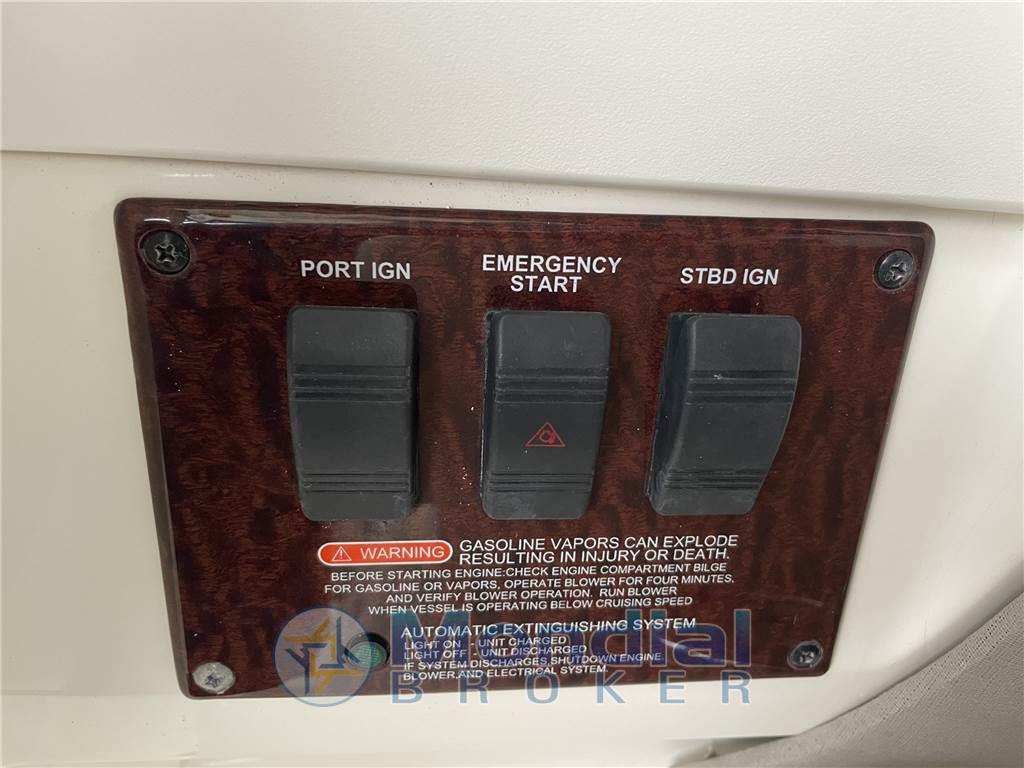 PORT IGN
EMERGENCY
START
STBD IGN
WARNING
GASOLINE VAPORS CAN EXPLODE
RESULTING IN INJURY OR DEATH.
BEFORE STARTING ENGINE:CHECK ENGINE COMPARTMENT BILGE
FOR GASOLINE OR VAPORS, OPERATE BLOWER FOR FOUR MINUTES.
AND VERIFY BLOWER OPERATION. RUN BLOWER
WHEN VESSEL IS OPERATING BELOW CRUISING SPEED
AUTOMATIC EXTINGUISHING SYSTEM
LIGHT ON - UNIT CHARGED
LIGHT OFF - UNIT DISCHARGED
IF SYSTEM DISCHARGES,SHUTDOWN ENGINE
BLOWER,AND ELECTRICAL SYSTEM
Mondial
BROKER